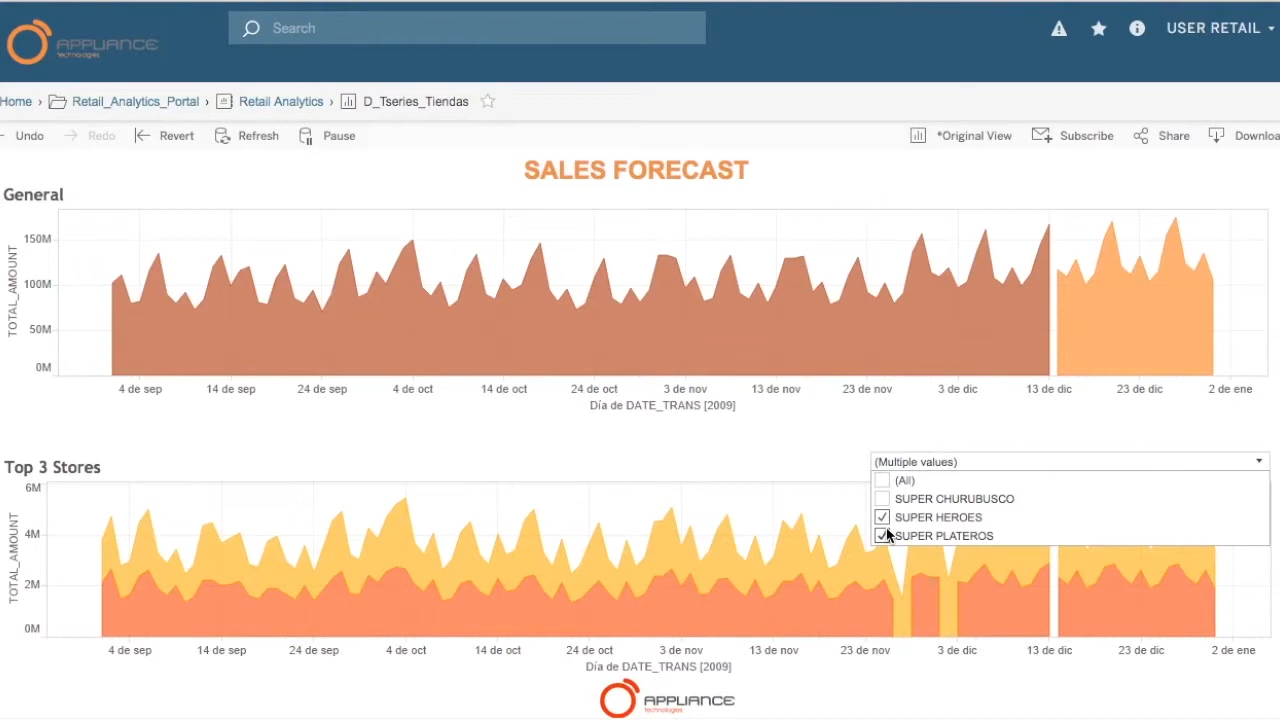 APPLIANCE
technologies
Search
USER RETAIL
Home › Retail_Analytics_Portal › Retail Analytics › D_Tseries_Tiendas
Undo Redo Revert Refresh Pause *Original View Subscribe Share Downloa
SALES FORECAST
General
TOTAL_AMOUNT
150M
100M
50M
0M
4 de sep 14 de sep 24 de sep 4 de oct 14 de oct 24 de oct 3 de nov 13 de nov 23 de nov 3 de dic 13 de dic 23 de dic 2 de ene
Día de DATE_TRANS [2009]
Top 3 Stores
(Multiple values)
(All)
SUPER CHURUBUSCO
SUPER HEROES
SUPER PLATEROS
TOTAL_AMOUNT
6M
4M
2M
0M
4 de sep 14 de sep 24 de sep 4 de oct 14 de oct 24 de oct 3 de nov 13 de nov 23 de nov 3 de dic 13 de dic 23 de dic 2 de ene
Día de DATE_TRANS [2009]
APPLIANCE
technologies